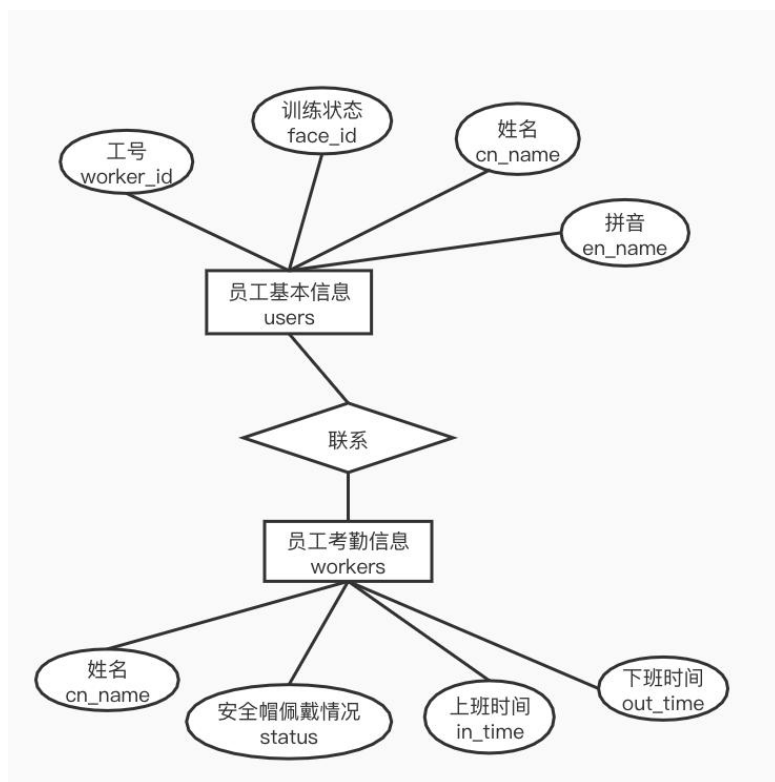 训练状态
face_id
姓名
cn_name
工号
worker_id
拼音
en_name
员工基本信息
users
联系
员工考勤信息
workers
姓名
cn_name
安全帽佩戴情况
status
上班时间
in_time
下班时间
out_time